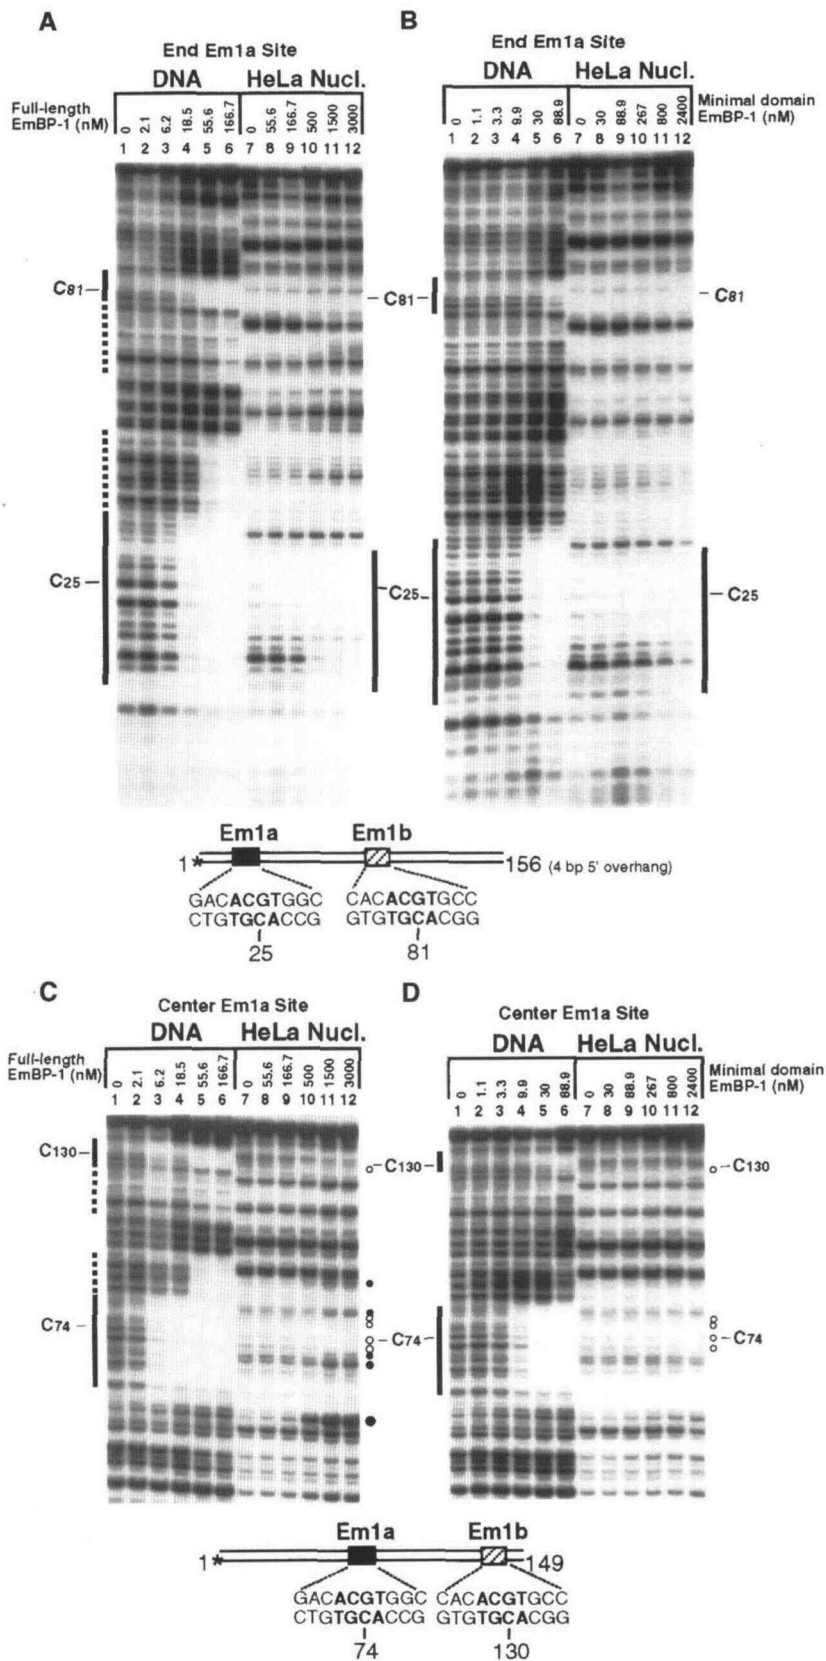 A
End Em1a Site
DNA HeLa Nucl.
Full-length
EmBP-1 (nM)
0 2.1 6.2 18.5 55.6 166.7 0 55.6 166.7 500 1500 3000
1 2 3 4 5 6 7 8 9 10 11 12
C81
C25
B
End Em1a Site
DNA HeLa Nucl.
Minimal domain
EmBP-1 (nM)
0 1.1 3.3 9.9 30 88.9 0 30 88.9 267 800 2400
1 2 3 4 5 6 7 8 9 10 11 12
C81
C81
C25
C25
Em1a Em1b
1* 156 (4 bp 5' overhang)
GACACGTGGC CACACGTGCC
CTGTGCACCG GTGTGCACGG
25 81
C
Center Em1a Site
DNA HeLa Nucl.
Full-length
EmBP-1 (nM)
0 2.1 6.2 18.5 55.6 166.7 0 55.6 166.7 500 1500 3000
1 2 3 4 5 6 7 8 9 10 11 12
C130
C74
D
Center Em1a Site
DNA HeLa Nucl.
Minimal domain
EmBP-1 (nM)
0 1.1 3.3 9.9 30 88.9 0 30 88.9 267 800 2400
1 2 3 4 5 6 7 8 9 10 11 12
C130
C130
C74
C74
Em1a Em1b
1* 149
GACACGTGGC CACACGTGCC
CTGTGCACCG GTGTGCACGG
74 130